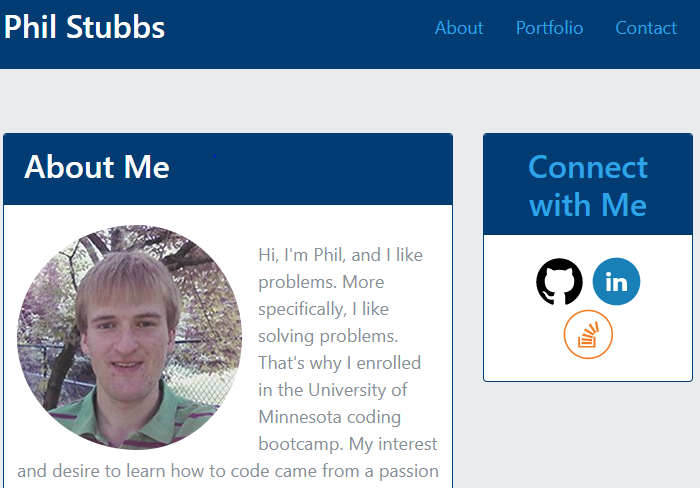 Phil Stubbs
About Portfolio Contact
About Me
Hi, I'm Phil, and I like
problems. More
specifically, I like
solving problems.
That's why I enrolled
in the University of
Minnesota coding
bootcamp. My interest
and desire to learn how to code came from a passion
Connect
with Me
in